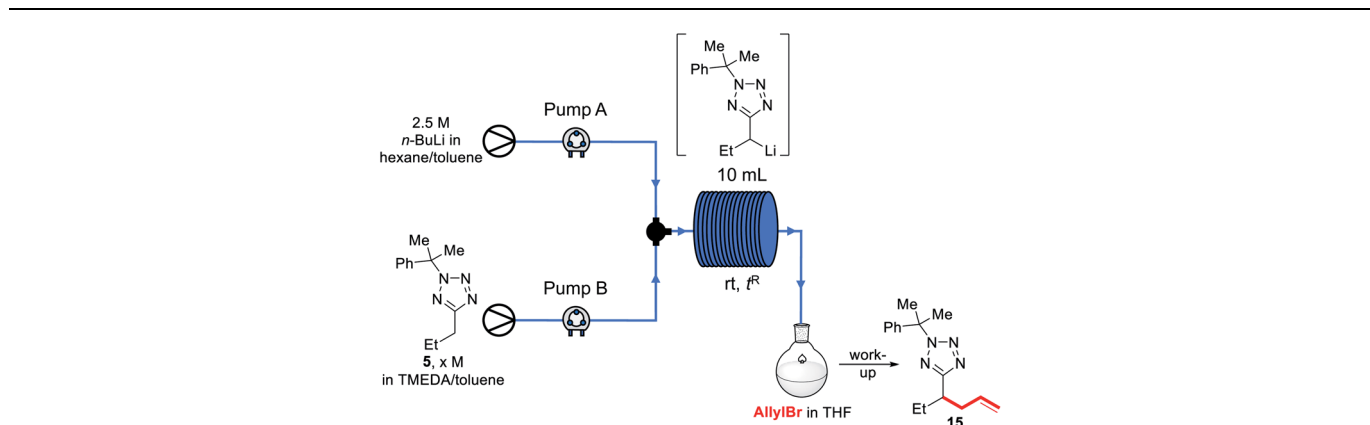 Me
Me
Ph
N
N
N
N
Et
Li
10 mL
Pump A
2.5 M
n-BuLi in
hexane/toluene
Me
Me
Ph
N
N
N
N
Et
5, x M
in TMEDA/toluene
Pump B
rt, tᴿ
AllylBr in THF
work-
up
Me
Me
Ph
N
N
N
N
Et
15